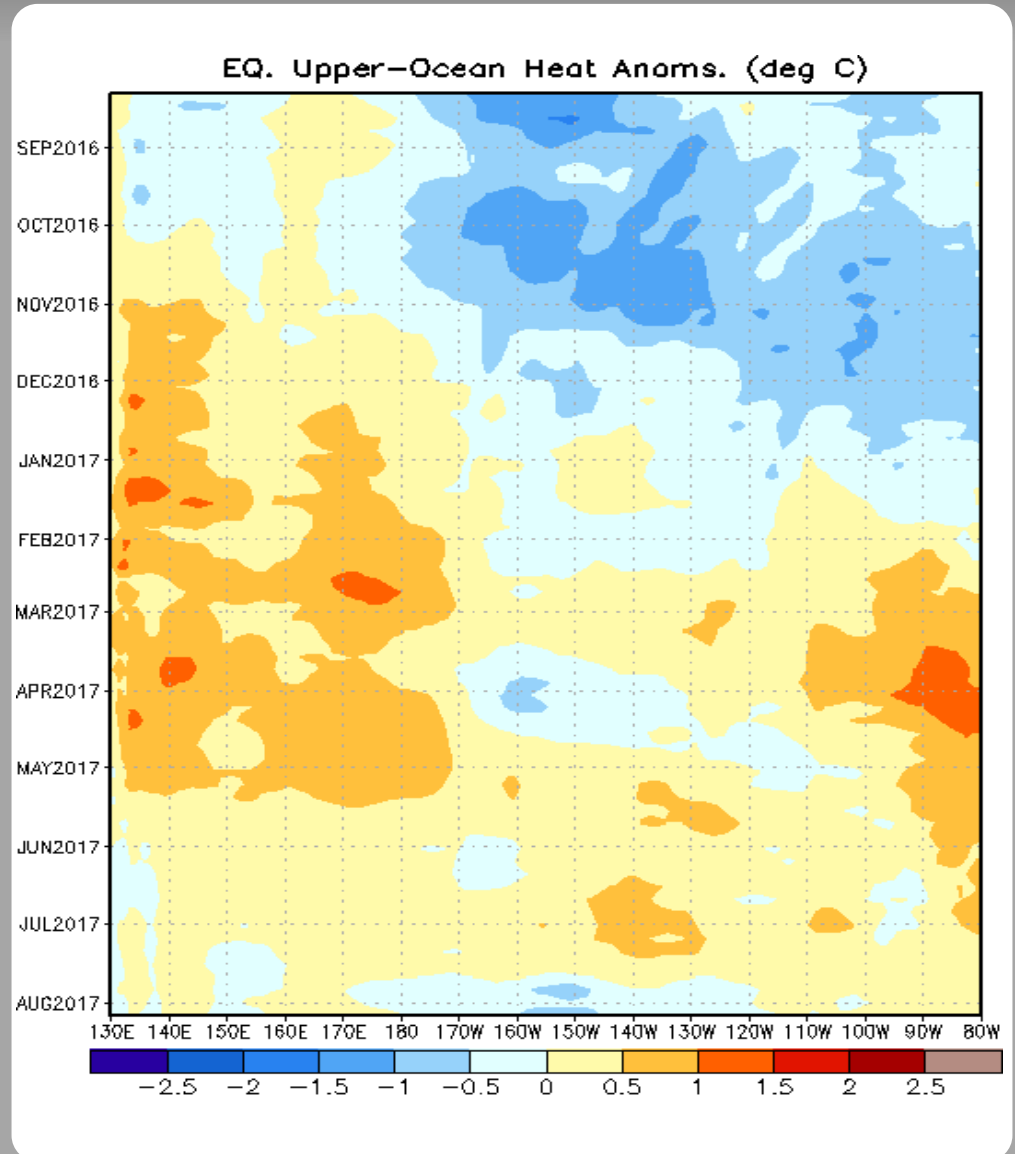 EQ. Upper-Ocean Heat Anoms. (deg C)
SEP2016
OCT2016
NOV2016
DEC2016
JAN2017
FEB2017
MAR2017
APR2017
MAY2017
JUN2017
JUL2017
AUG2017
130E 140E 150E 160E 170E 180 170W 160W 150W 140W 130W 120W 110W 100W 90W 80W
-2.5 -2 -1.5 -1 -0.5 0 0.5 1 1.5 2 2.5